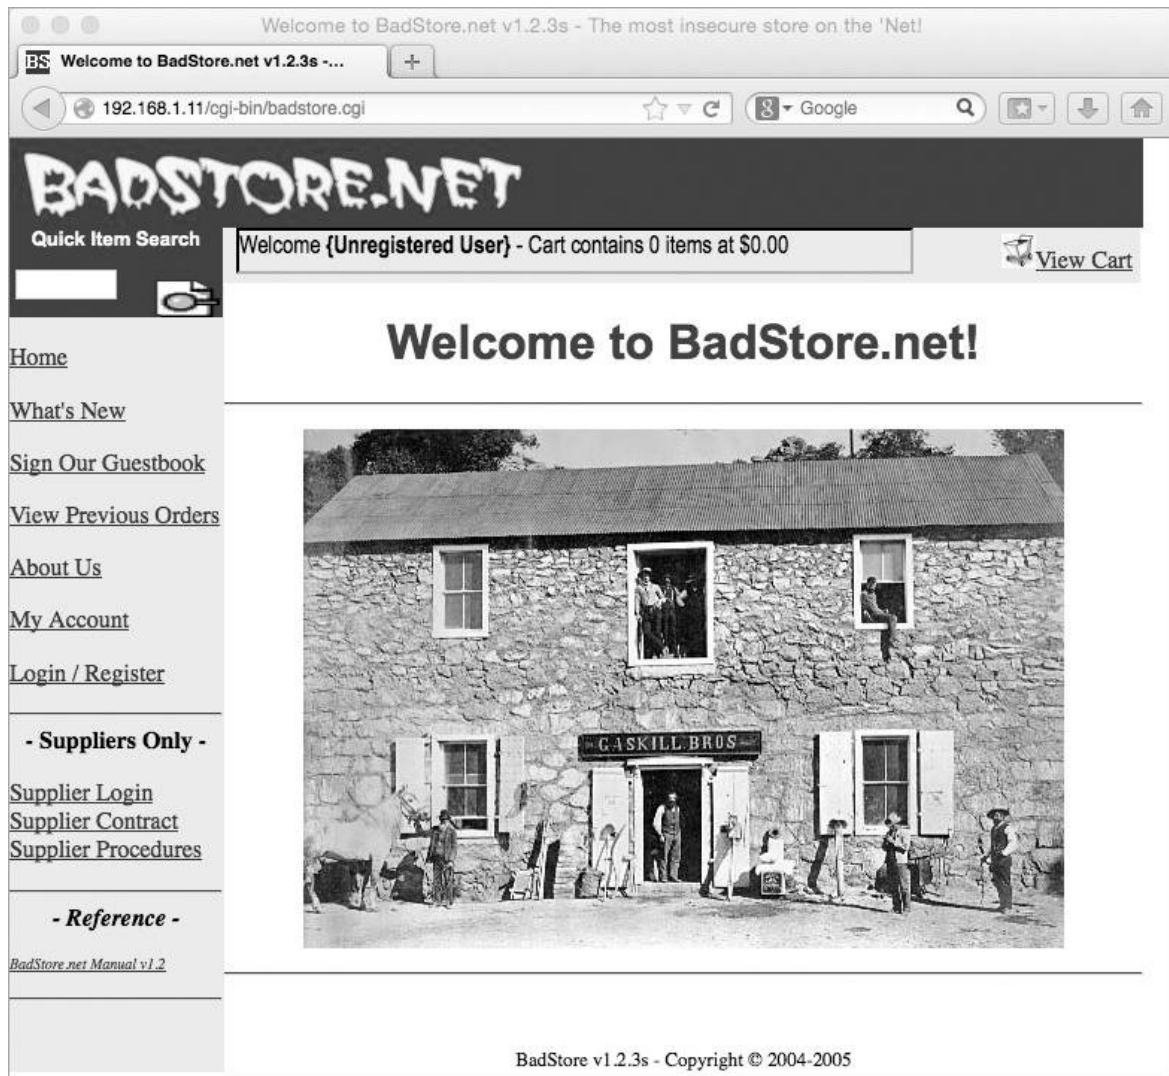 Welcome to BadStore.net v1.2.3s - The most insecure store on the 'Net!
BS Welcome to BadStore.net v1.2.3s -...
192.168.1.11/cgi-bin/badstore.cgi
8 Google
BADSTORE.NET
Quick Item Search
Welcome {Unregistered User} - Cart contains 0 items at $0.00
View Cart
Welcome to BadStore.net!
Home
What's New
Sign Our Guestbook
View Previous Orders
About Us
My Account
Login / Register
- Suppliers Only -
Supplier Login
Supplier Contract
Supplier Procedures
- Reference -
BadStore.net Manual v1.2
GASKILL BROS
BadStore v1.2.3s - Copyright © 2004-2005